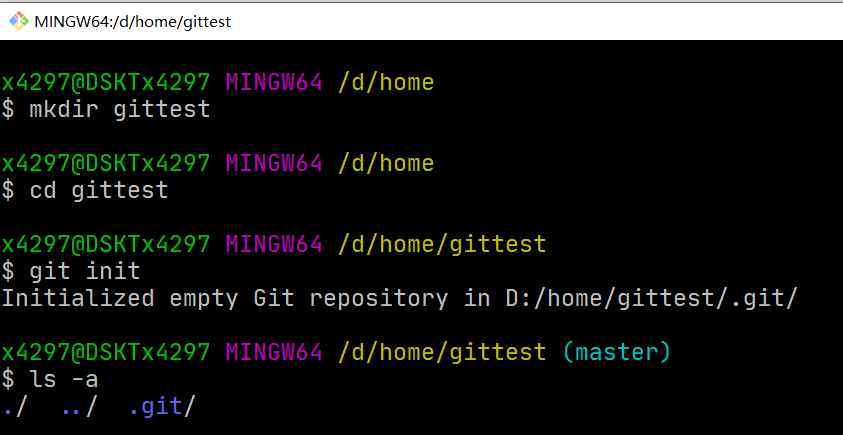 MINGW64:/d/home/gittest
x4297@DSKTx4297 MINGW64 /d/home
$ mkdir gittest
x4297@DSKTx4297 MINGW64 /d/home
$ cd gittest
x4297@DSKTx4297 MINGW64 /d/home/gittest
$ git init
Initialized empty Git repository in D:/home/gittest/.git/
x4297@DSKTx4297 MINGW64 /d/home/gittest (master)
$ ls -a
./  ../  .git/